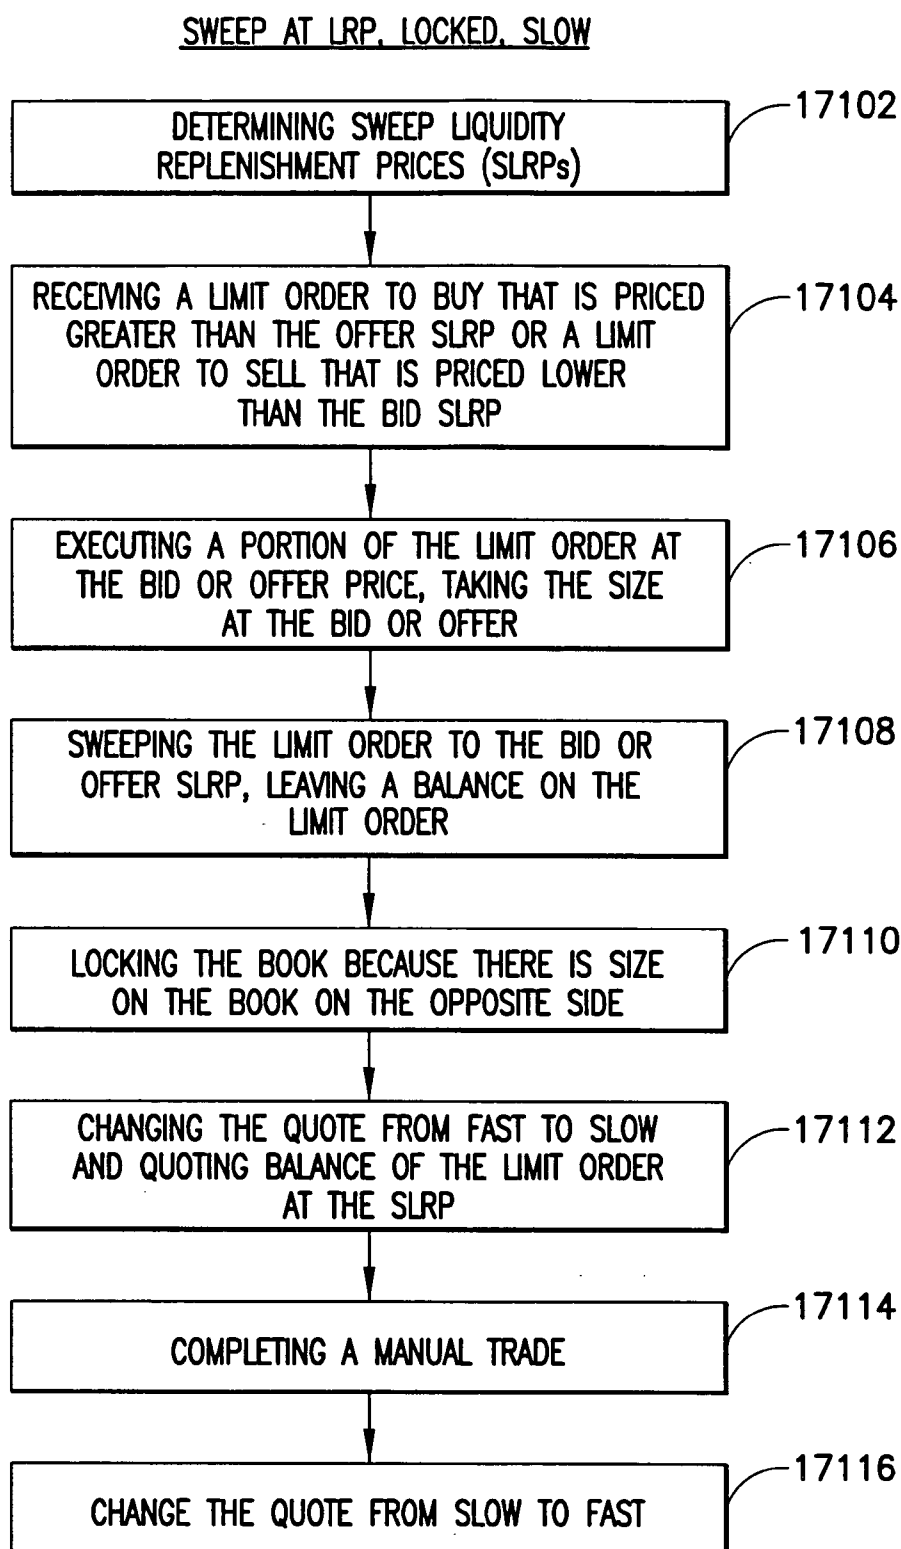 SWEEP AT LRP, LOCKED, SLOW
DETERMINING SWEEP LIQUIDITY
REPLENISHMENT PRICES (SLRPs)
17102
RECEIVING A LIMIT ORDER TO BUY THAT IS PRICED
GREATER THAN THE OFFER SLRP OR A LIMIT
ORDER TO SELL THAT IS PRICED LOWER
THAN THE BID SLRP
17104
EXECUTING A PORTION OF THE LIMIT ORDER AT
THE BID OR OFFER PRICE, TAKING THE SIZE
AT THE BID OR OFFER
17106
SWEEPING THE LIMIT ORDER TO THE BID OR
OFFER SLRP, LEAVING A BALANCE ON THE
LIMIT ORDER
17108
LOCKING THE BOOK BECAUSE THERE IS SIZE
ON THE BOOK ON THE OPPOSITE SIDE
17110
CHANGING THE QUOTE FROM FAST TO SLOW
AND QUOTING BALANCE OF THE LIMIT ORDER
AT THE SLRP
17112
COMPLETING A MANUAL TRADE
17114
CHANGE THE QUOTE FROM SLOW TO FAST
17116